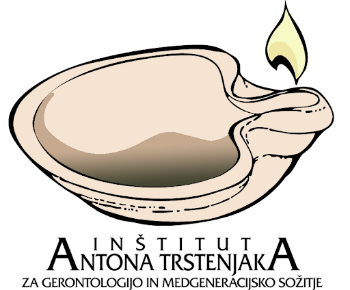 INŠTITUT
ANTONA TRSTENJAKA
ZA GERONTOLOGIJO IN MEDGENERACIJSKO SOŽITJE